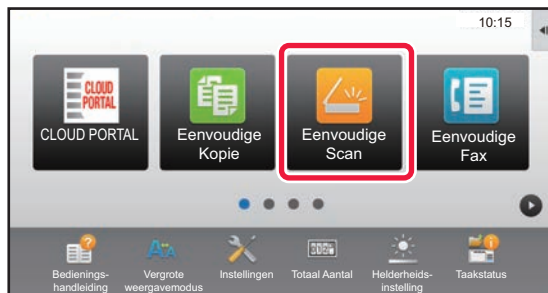 10:15
CLOUD
PORTAL
CLOUD PORTAL
Eenvoudige
Kopie
Eenvoudige
Scan
Eenvoudige
Fax
Bedienings-
handleiding
Vergrote
weergavemodus
Instellingen
Totaal Aantal
Helderheids-
instelling
Taakstatus